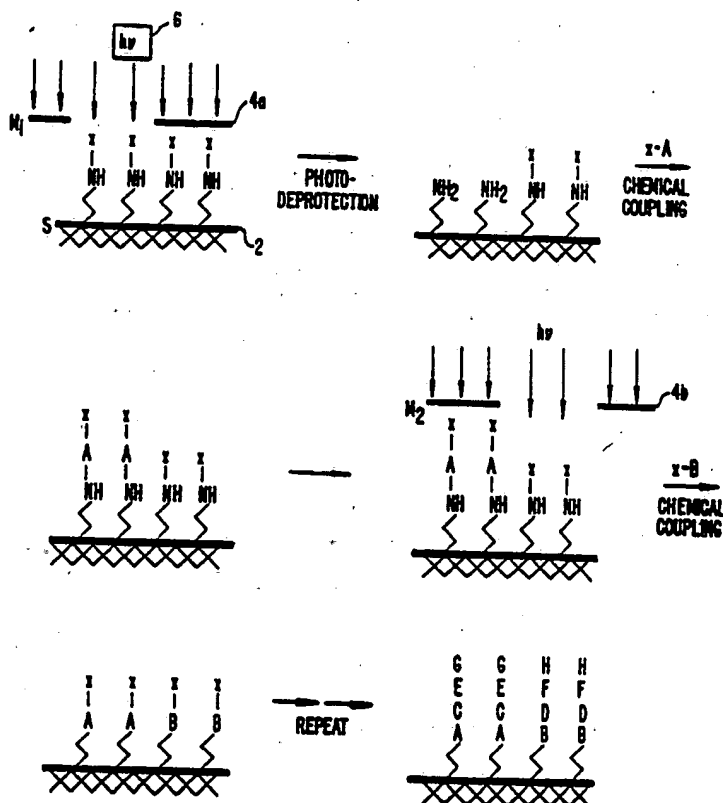 6
hν
4a
M1
x x x x
NH NH NH NH
S
2
PHOTO-
DEPROTECTION
x x
NH2 NH2 NH NH
x-A
CHEMICAL
COUPLING
x x
A A x x
NH NH NH NH
hν
M2
4b
x x
A A x x
NH NH NH NH
x-B
CHEMICAL
COUPLING
x x x x
A A B B
REPEAT
G G H H
E E F F
C C D D
A A B B